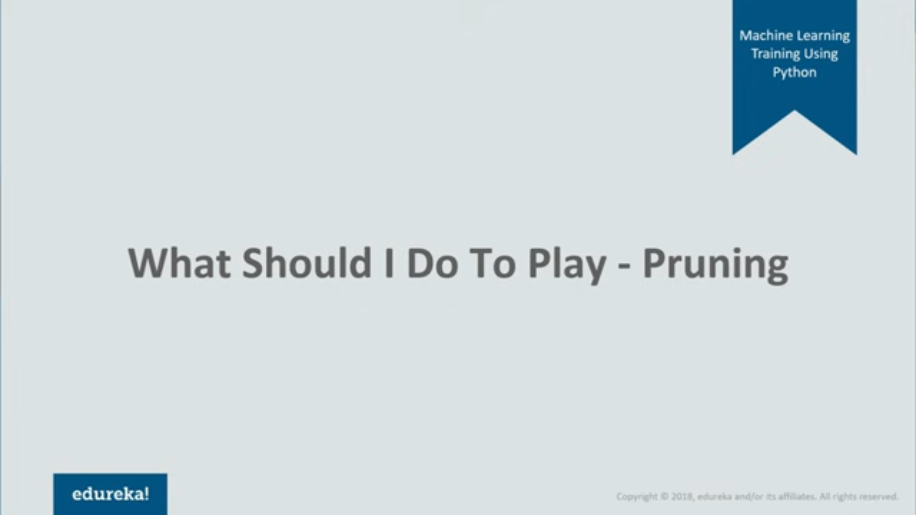 Machine Learning
Training Using
Python
What Should I Do To Play - Pruning
edureka!
Copyright © 2018, edureka and/or its affiliates. All rights reserved.